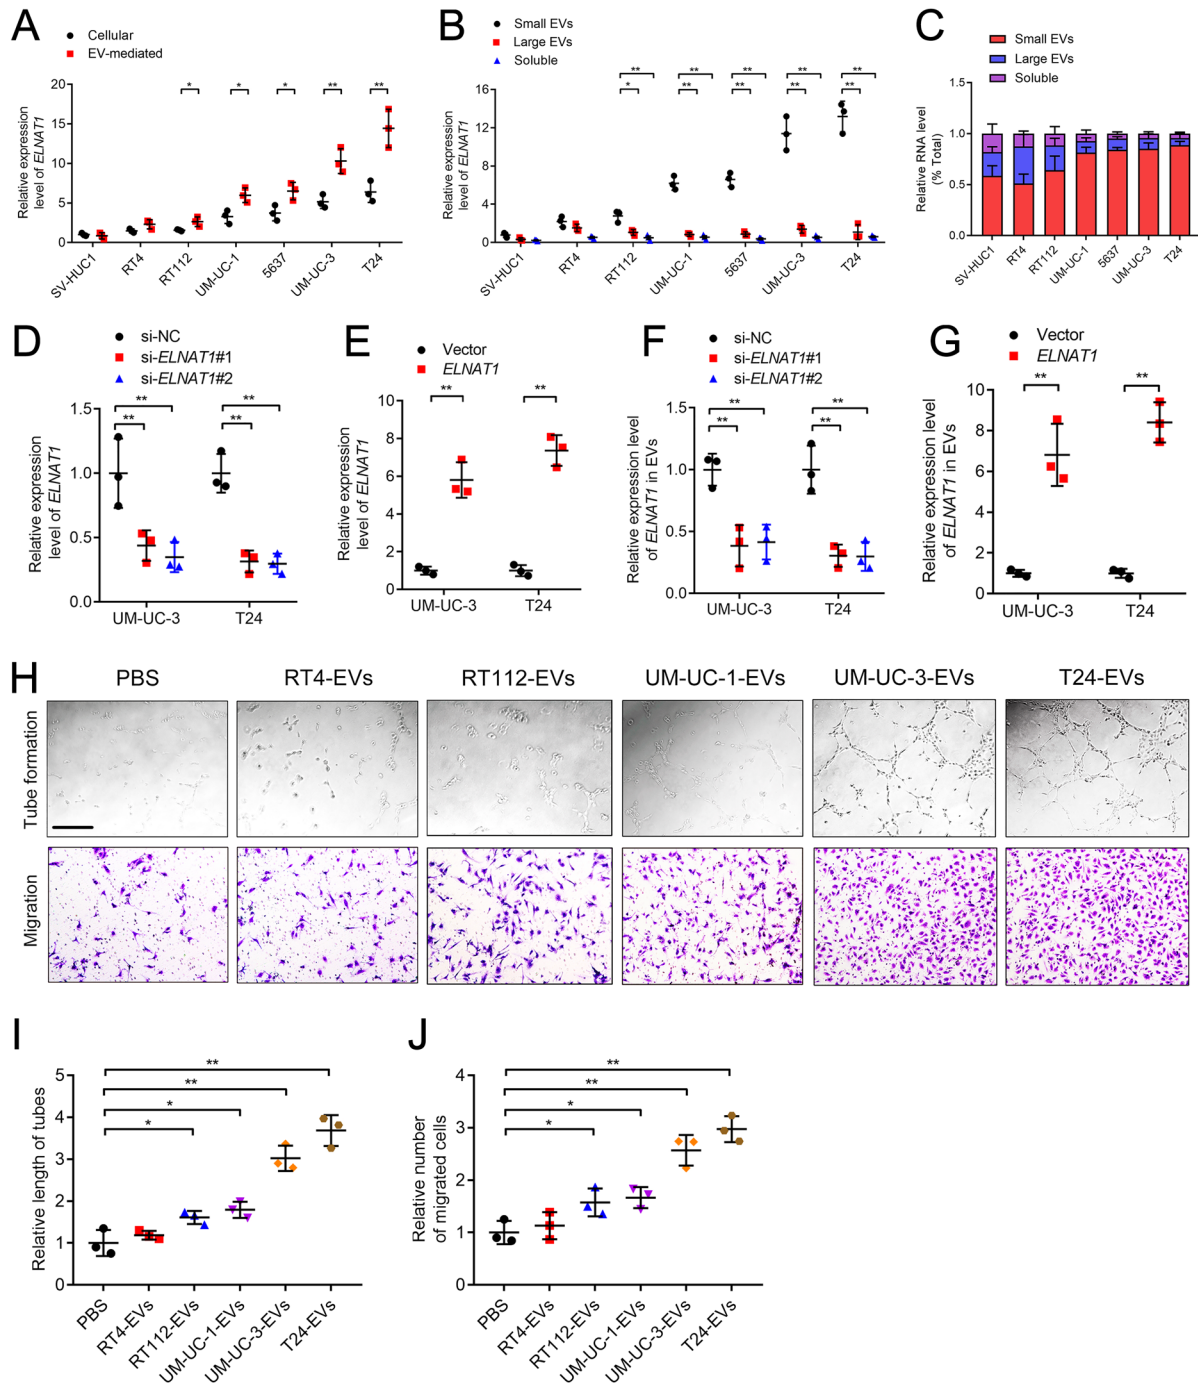 A
Cellular
EV-mediated
Relative expression
level of ELNAT1
20
15
10
5
0
* * * ** **
SV-HUC1
RT4
RT112
UM-UC-1
5637
UM-UC-3
T24
B
Small EVs
Large EVs
Soluble
Relative expression
level of ELNAT1
16
12
8
4
0
** ** ** ** **
* ** ** ** **
SV-HUC1
RT4
RT112
UM-UC-1
5637
UM-UC-3
T24
C
Small EVs
Large EVs
Soluble
Relative RNA level
(% Total)
1.5
1.0
0.5
0.0
SV-HUC1
RT4
RT112
UM-UC-1
5637
UM-UC-3
T24
D
si-NC
si-ELNAT1#1
si-ELNAT1#2
Relative expression
level of ELNAT1
1.5
1.0
0.5
0.0
** **
** **
UM-UC-3 T24
E
Vector
ELNAT1
Relative expression
level of ELNAT1
10
8
6
4
2
0
** **
UM-UC-3 T24
F
si-NC
si-ELNAT1#1
si-ELNAT1#2
Relative expression level
of ELNAT1 in EVs
1.5
1.0
0.5
0.0
** **
** **
UM-UC-3 T24
G
Vector
ELNAT1
Relative expression level
of ELNAT1 in EVs
10
8
6
4
2
0
** **
UM-UC-3 T24
H
PBS RT4-EVs RT112-EVs UM-UC-1-EVs UM-UC-3-EVs T24-EVs
Tube formation
Migration
I
Relative length of tubes
5
4
3
2
1
0
**
**
*
*
PBS
RT4-EVs
RT112-EVs
UM-UC-1-EVs
UM-UC-3-EVs
T24-EVs
J
Relative number
of migrated cells
4
3
2
1
0
**
**
*
*
PBS
RT4-EVs
RT112-EVs
UM-UC-1-EVs
UM-UC-3-EVs
T24-EVs